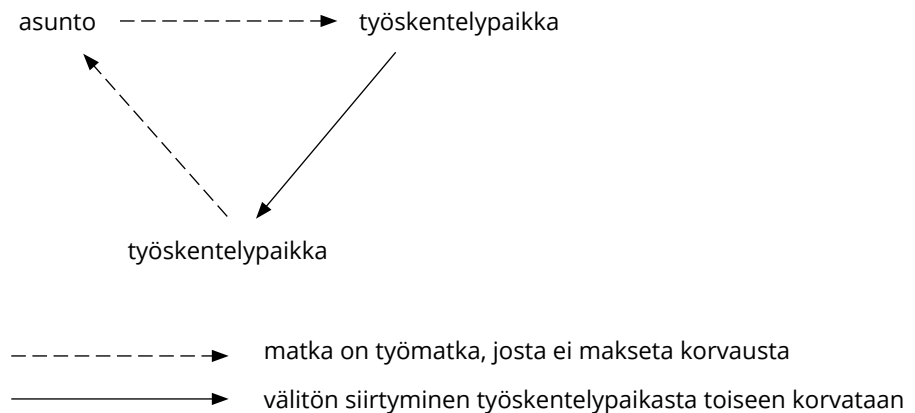 asunto
työskentelypaikka
työskentelypaikka
matka on työmatka, josta ei makseta korvausta
välitön siirtyminen työskentelypaikasta toiseen korvataan